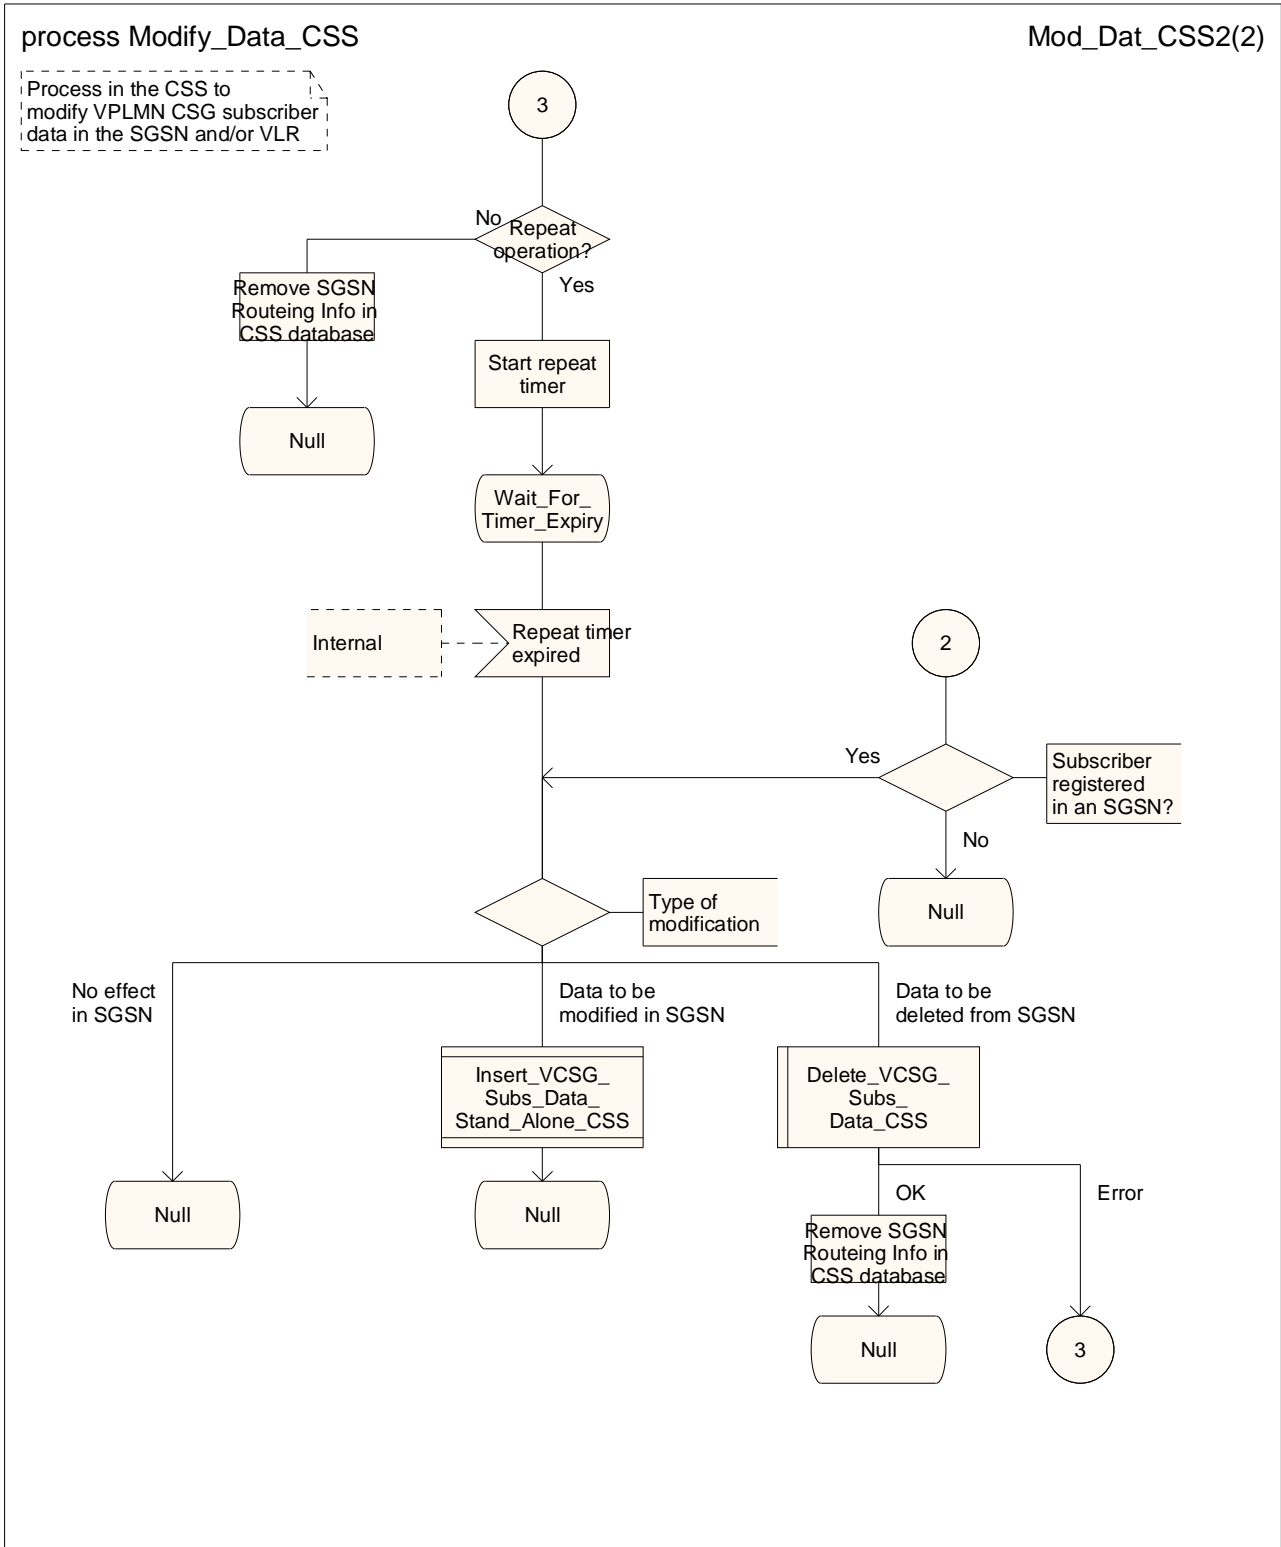 process Modify_Data_CSS
Mod_Dat_CSS2(2)
Process in the CSS to
modify VPLMN CSG subscriber
data in the SGSN and/or VLR
3
No
Repeat
operation?
Yes
Remove SGSN
Routeing Info in
CSS database
Start repeat
timer
Null
Wait_For_
Timer_Expiry
Internal
Repeat timer
expired
2
Yes
Subscriber
registered
in an SGSN?
No
Type of
modification
Null
No effect
in SGSN
Data to be
modified in SGSN
Data to be
deleted from SGSN
Insert_VCSG_
Subs_Data_
Stand_Alone_CSS
Delete_VCSG_
Subs_
Data_CSS
OK
Error
Null
Null
Remove SGSN
Routeing Info in
CSS database
Null
3